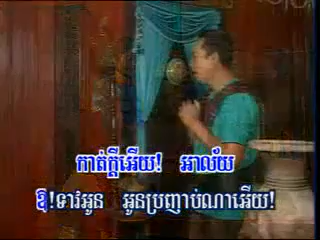 កាត់ក្ដីអើយ! អាល័យ
ឱ!ទាវអូន អូនប្រញាប់ណាអើយ!